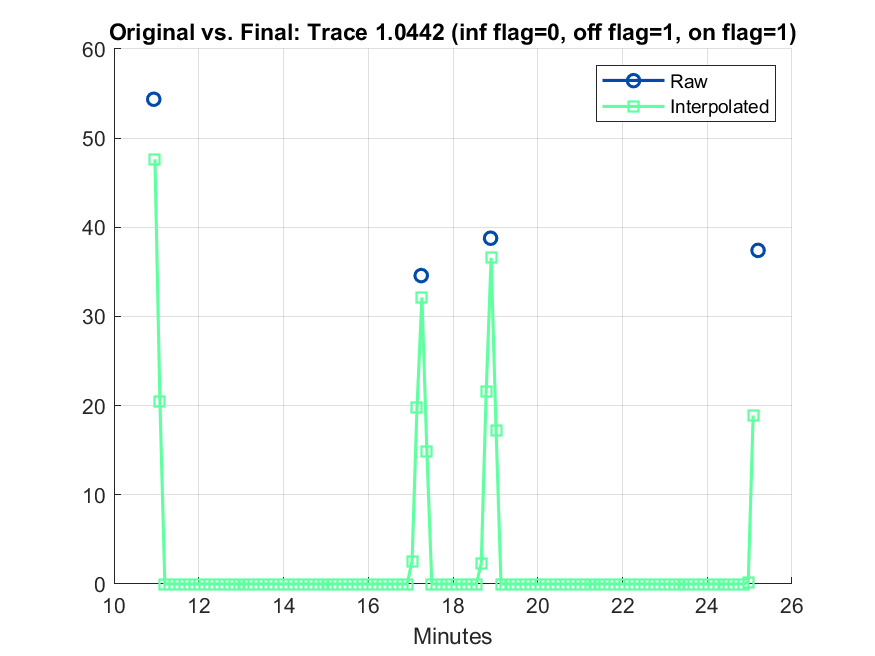 Original vs. Final: Trace 1.0442 (inf flag=0, off flag=1, on flag=1)
60
Raw
Interpolated
50
40
30
20
10
0
10 12 14 16 18 20 22 24 26
Minutes